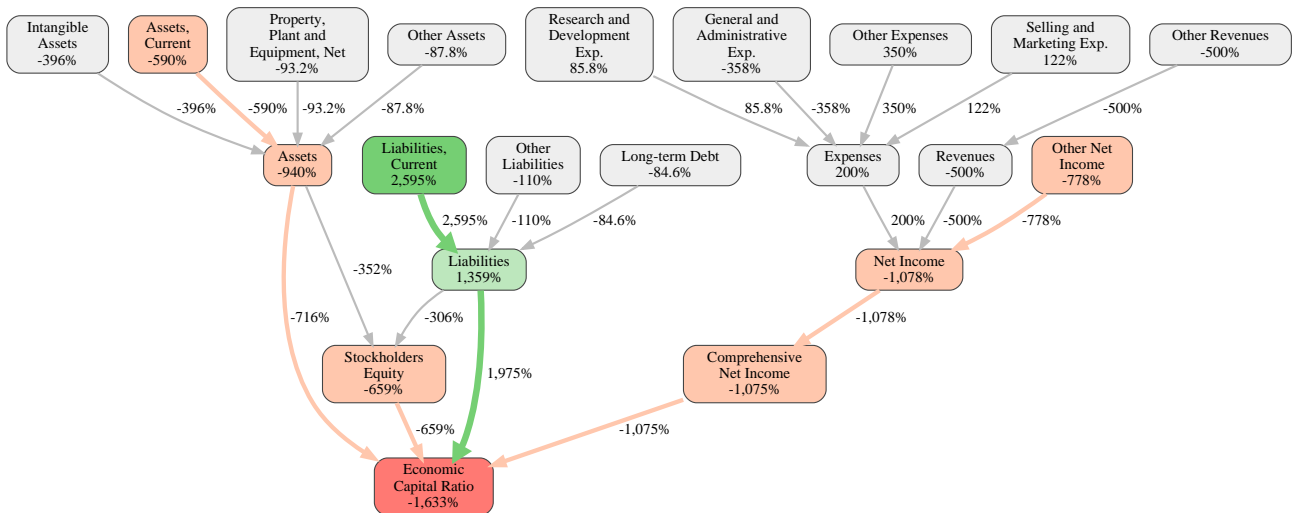 Intangible
Assets
-396%
Assets,
Current
-590%
Property,
Plant and
Equipment, Net
-93.2%
Other Assets
-87.8%
Research and
Development
Exp.
85.8%
General and
Administrative
Exp.
-358%
Other Expenses
350%
Selling and
Marketing Exp.
122%
Other Revenues
-500%
-396%
-590%
-93.2%
-87.8%
85.8%
-358%
350%
122%
-500%
Assets
-940%
Liabilities,
Current
2,595%
Other
Liabilities
-110%
Long-term Debt
-84.6%
Expenses
200%
Revenues
-500%
Other Net
Income
-778%
2,595%
-110%
-84.6%
200%
-500%
-778%
Liabilities
1,359%
Net Income
-1,078%
-352%
-716%
-306%
1,975%
-1,078%
Stockholders
Equity
-659%
Comprehensive
Net Income
-1,075%
-659%
-1,075%
Economic
Capital Ratio
-1,633%